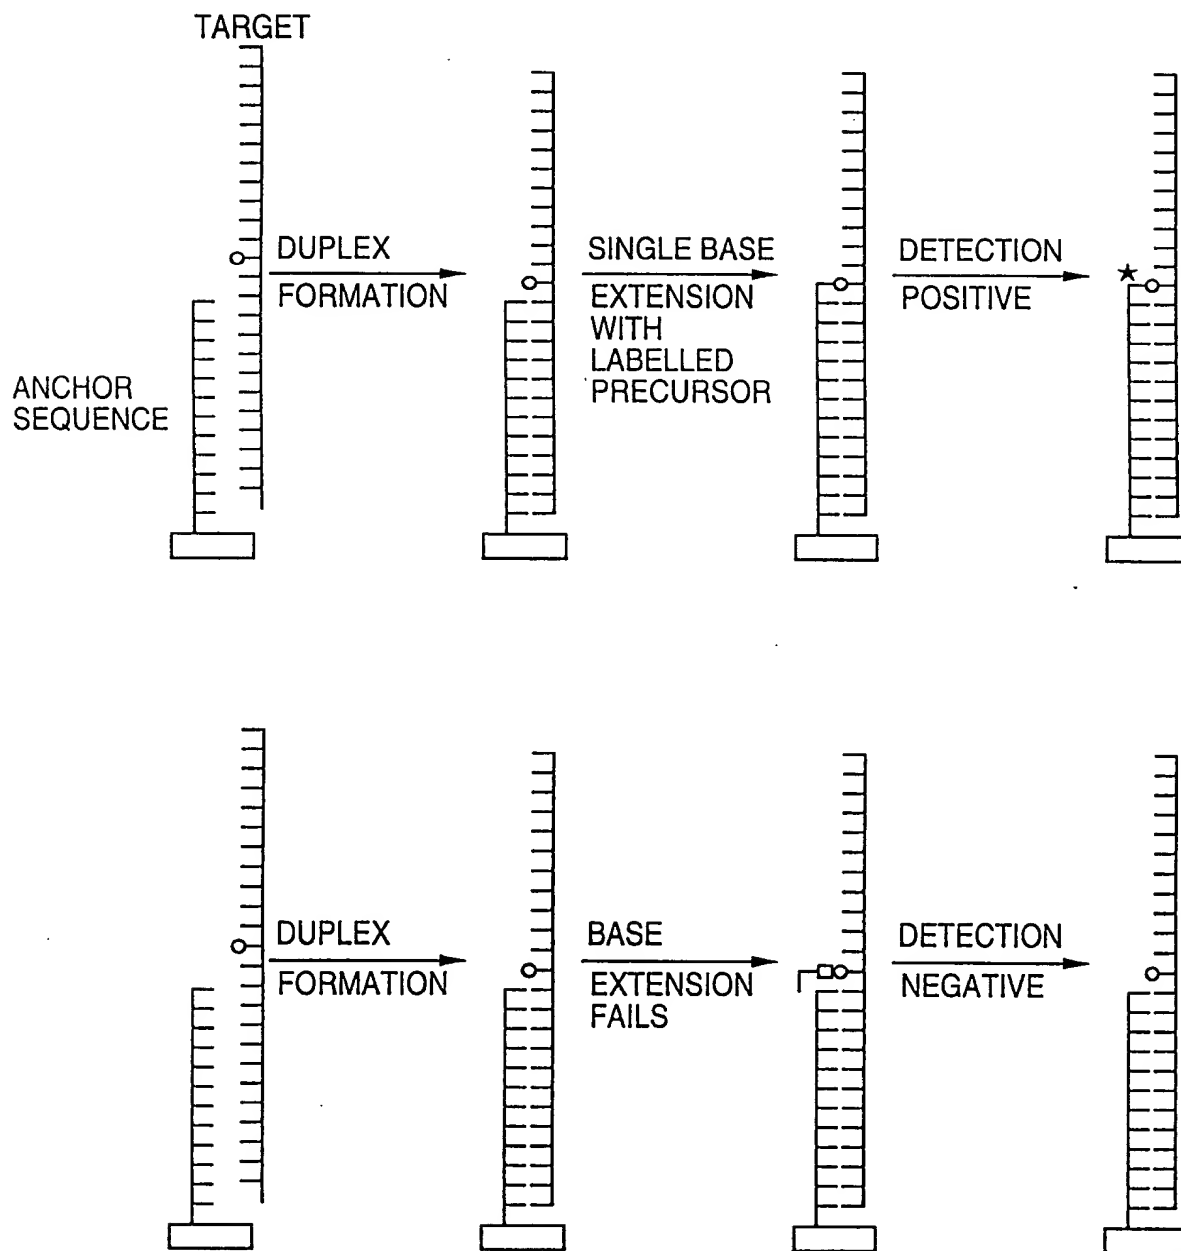 TARGET
DUPLEX
FORMATION
SINGLE BASE
EXTENSION
WITH
LABELLED
PRECURSOR
DETECTION
POSITIVE
ANCHOR
SEQUENCE
DUPLEX
FORMATION
BASE
EXTENSION
FAILS
DETECTION
NEGATIVE